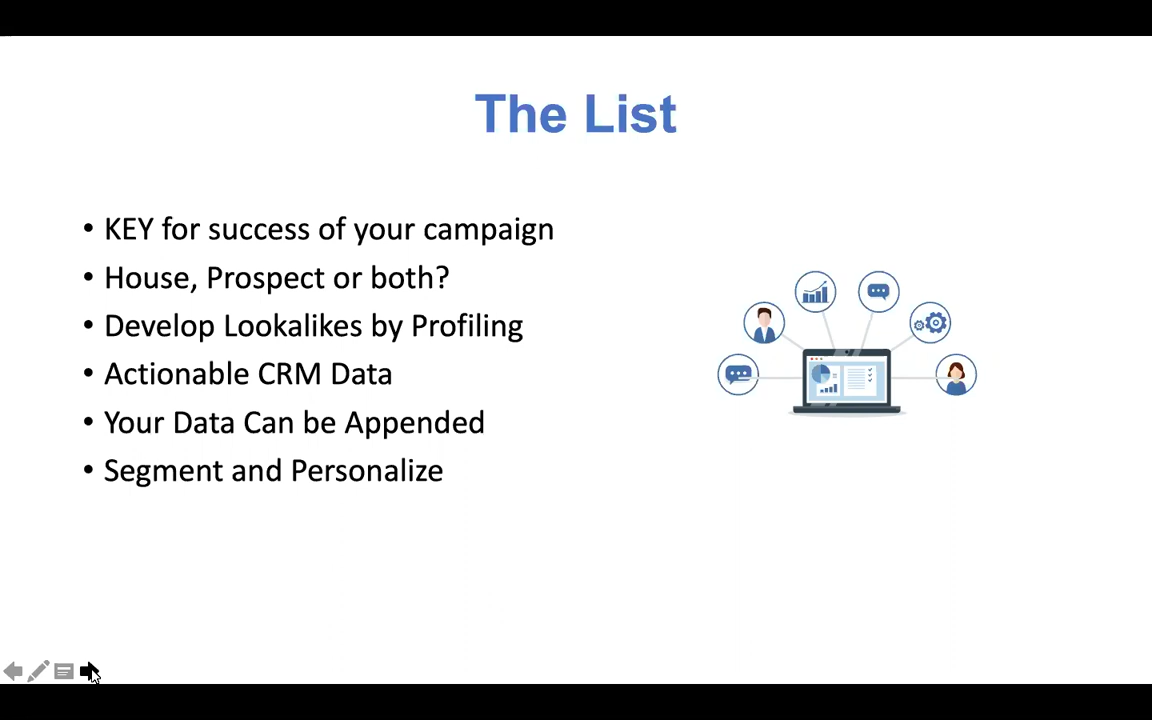 The List
• KEY for success of your campaign
• House, Prospect or both?
• Develop Lookalikes by Profiling
• Actionable CRM Data
• Your Data Can be Appended
• Segment and Personalize